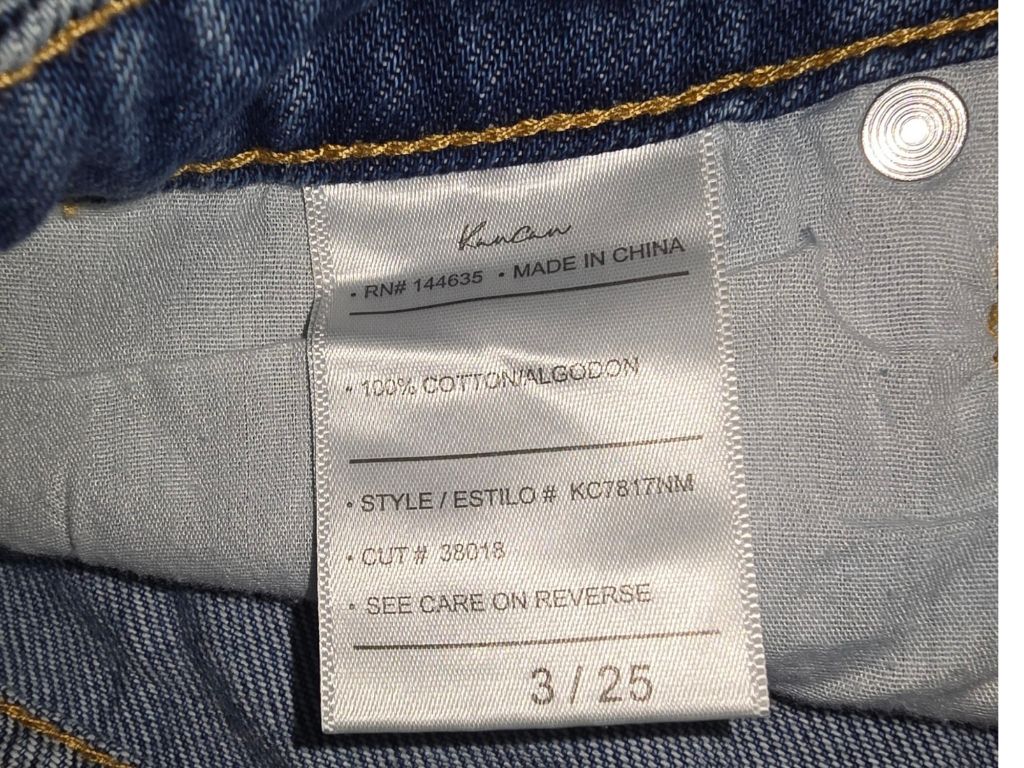 Kancan
• RN# 144635 • MADE IN CHINA
• 100% COTTON/ALGODON
• STYLE / ESTILO # KC7817NM
• CUT # 38018
• SEE CARE ON REVERSE
3 / 25